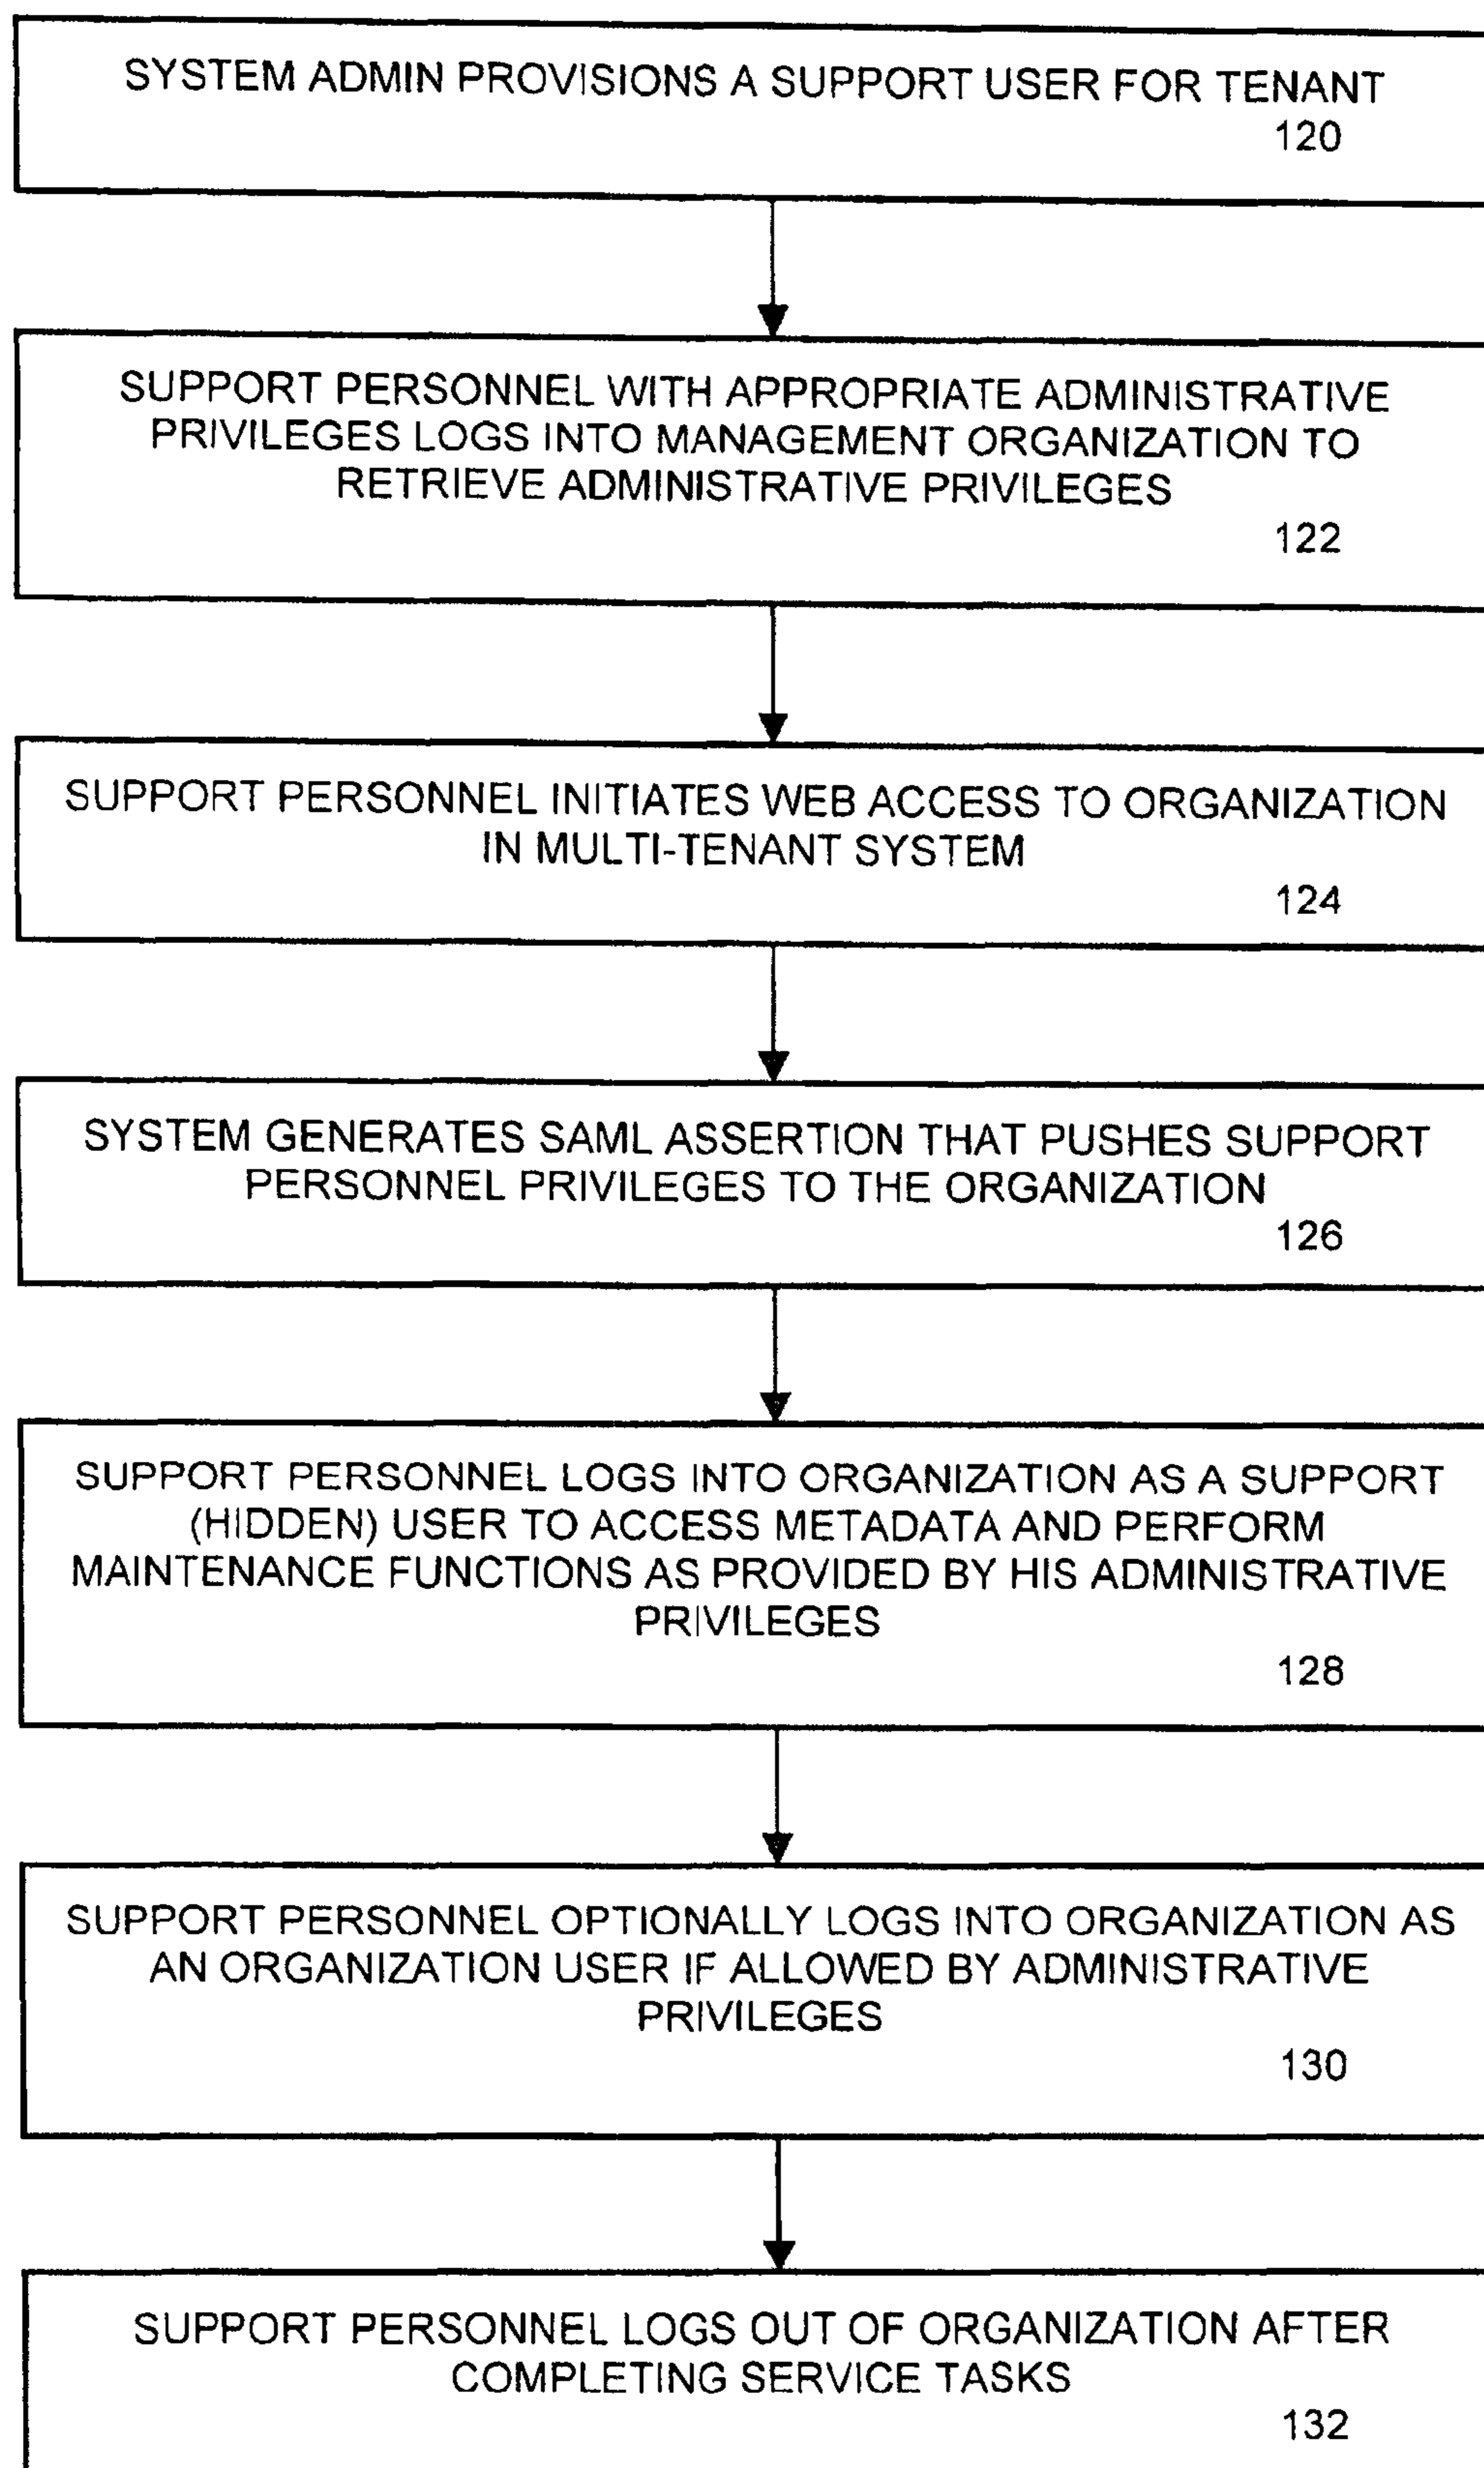 SYSTEM ADMIN PROVISIONS A SUPPORT USER FOR TENANT
120
SUPPORT PERSONNEL WITH APPROPRIATE ADMINISTRATIVE
PRIVILEGES LOGS INTO MANAGEMENT ORGANIZATION TO
RETRIEVE ADMINISTRATIVE PRIVILEGES
122
SUPPORT PERSONNEL INITIATES WEB ACCESS TO ORGANIZATION
IN MULTI-TENANT SYSTEM
124
SYSTEM GENERATES SAML ASSERTION THAT PUSHES SUPPORT
PERSONNEL PRIVILEGES TO THE ORGANIZATION
126
SUPPORT PERSONNEL LOGS INTO ORGANIZATION AS A SUPPORT
(HIDDEN) USER TO ACCESS METADATA AND PERFORM
MAINTENANCE FUNCTIONS AS PROVIDED BY HIS ADMINISTRATIVE
PRIVILEGES
128
SUPPORT PERSONNEL OPTIONALLY LOGS INTO ORGANIZATION AS
AN ORGANIZATION USER IF ALLOWED BY ADMINISTRATIVE
PRIVILEGES
130
SUPPORT PERSONNEL LOGS OUT OF ORGANIZATION AFTER
COMPLETING SERVICE TASKS
132